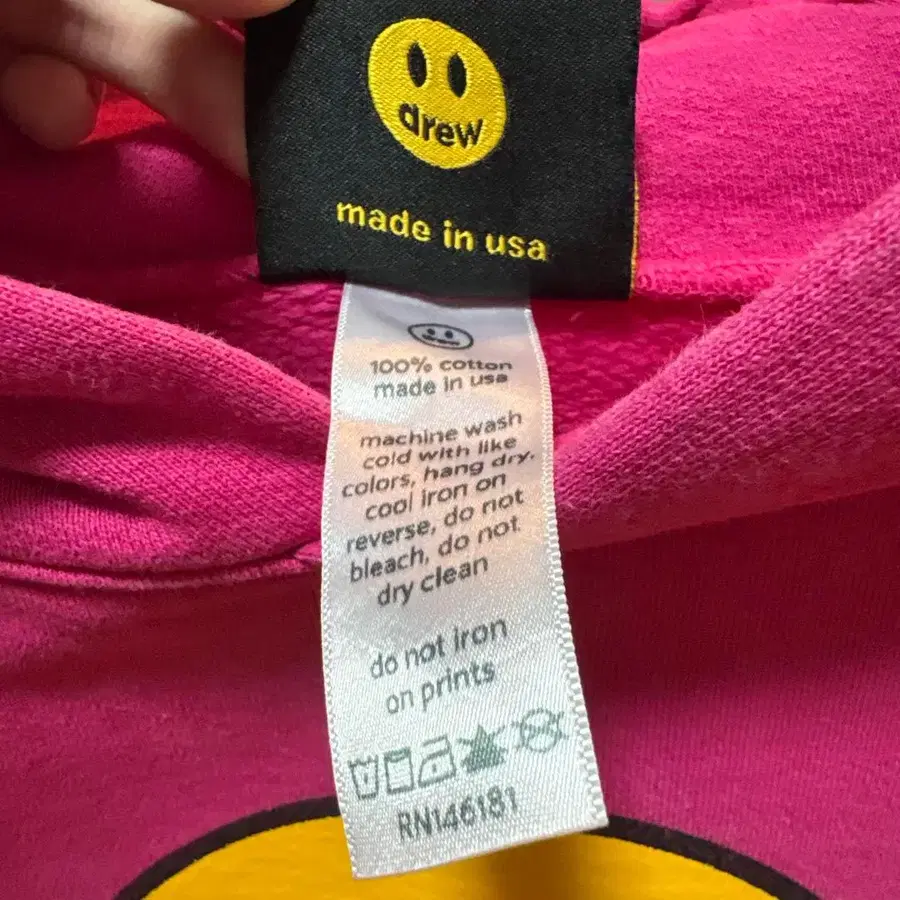 drew
made in usa
100% cotton
made in usa
machine wash
cold with like
colors, hang dry.
cool iron on
reverse, do not
bleach, do not
dry clean
do not iron
on prints
RN146181